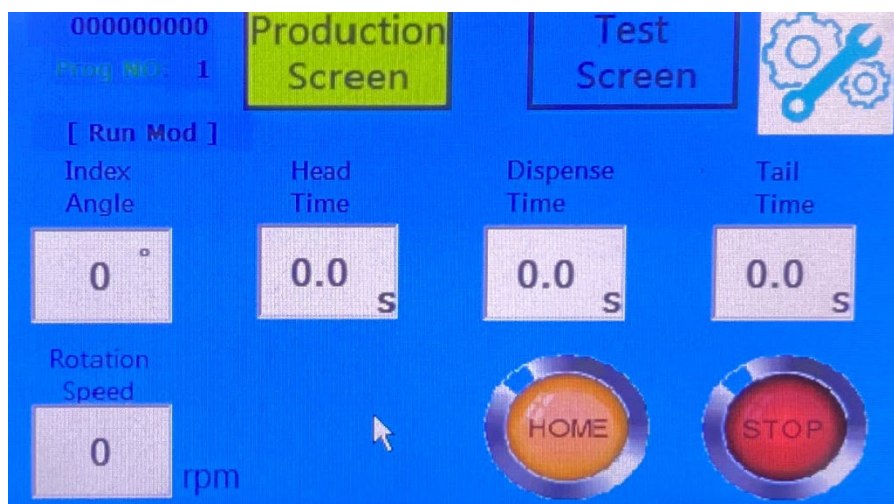 000000000
Prog NO: 1
Production
Screen
Test
Screen
[ Run Mod ]
Index
Angle
Head
Time
Dispense
Time
Tail
Time
0 °
0.0
s
0.0
s
0.0
s
Rotation
Speed
0
rpm
HOME
STOP